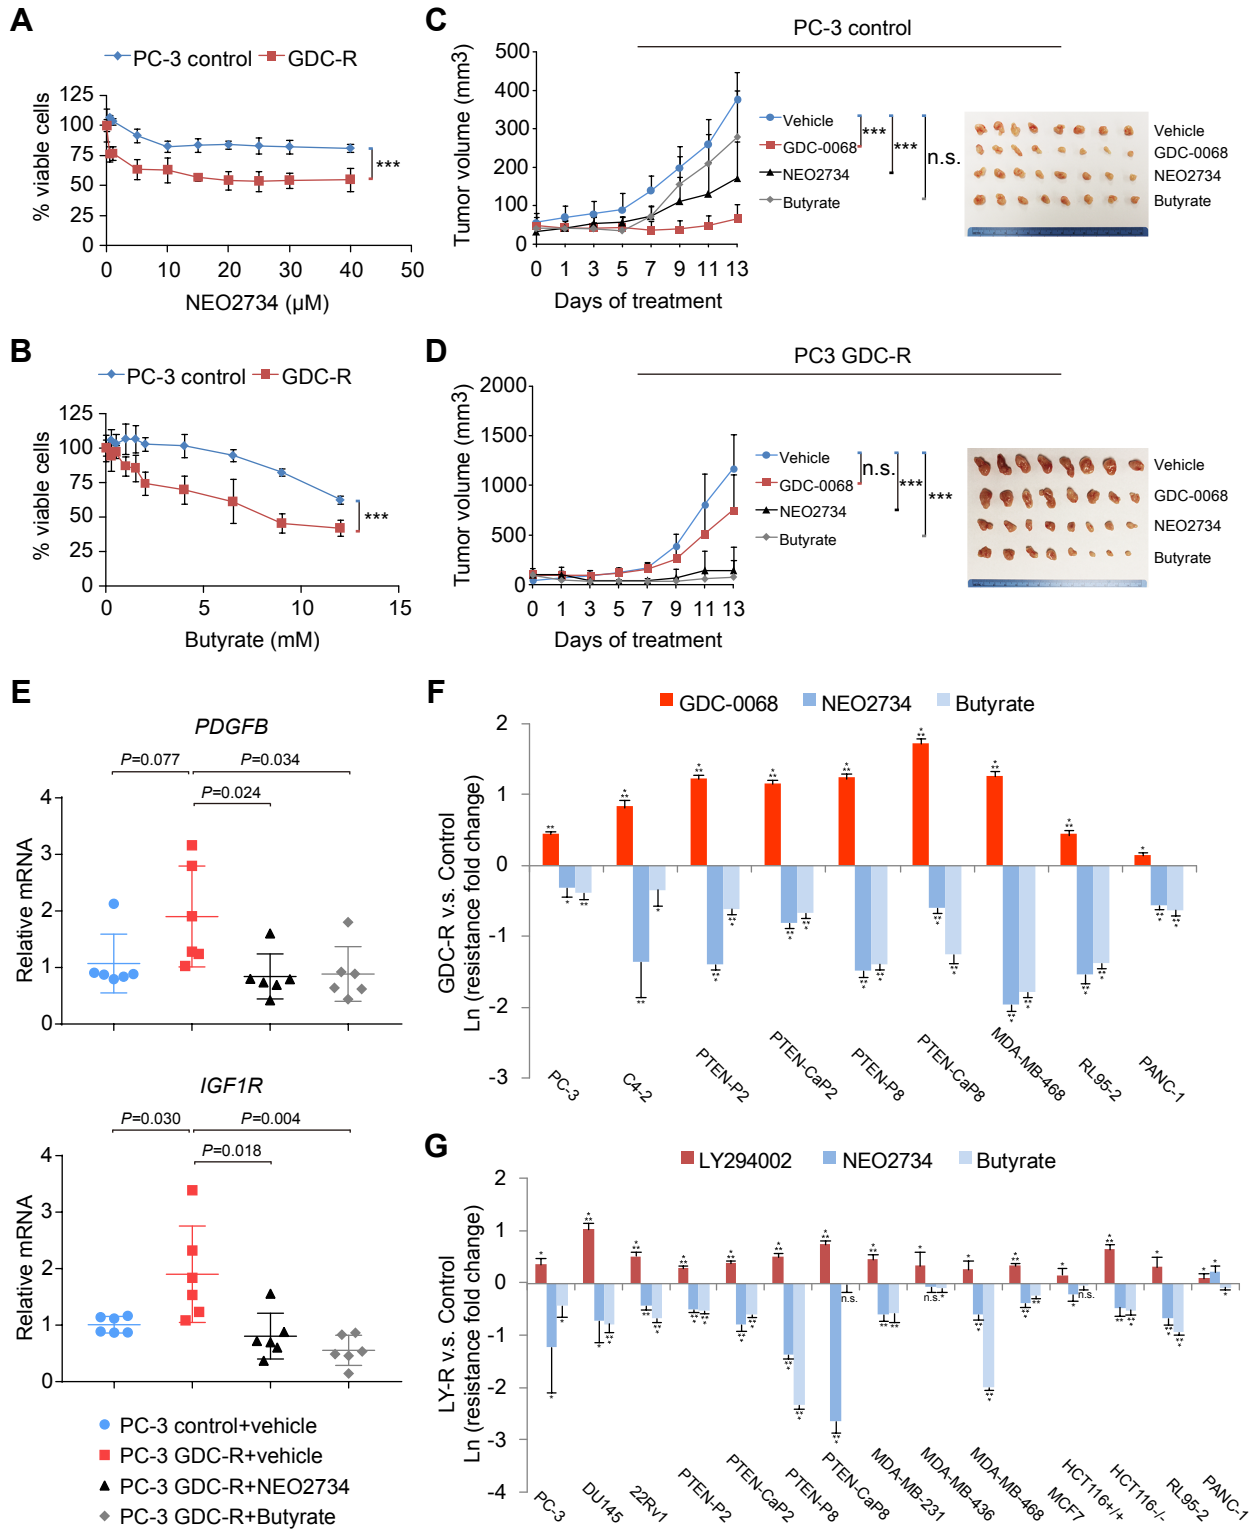 A
PC-3 control GDC-R
% viable cells
125
100
75
50
25
0
***
0 10 20 30 40 50
NEO2734 (µM)
B
PC-3 control GDC-R
% viable cells
125
100
75
50
25
0
***
0 5 10 15
Butyrate (mM)
C
PC-3 control
Tumor volume (mm3)
500
400
300
200
100
0
0 1 3 5 7 9 11 13
Days of treatment
Vehicle
GDC-0068
NEO2734
Butyrate
*** *** n.s.
Vehicle
GDC-0068
NEO2734
Butyrate
D
PC3 GDC-R
Tumor volume (mm3)
2000
1500
1000
500
0
0 1 3 5 7 9 11 13
Days of treatment
Vehicle
GDC-0068
NEO2734
Butyrate
n.s. *** ***
Vehicle
GDC-0068
NEO2734
Butyrate
E
PDGFB
P=0.077 P=0.034
P=0.024
Relative mRNA
4
3
2
1
0
IGF1R
P=0.030 P=0.004
P=0.018
Relative mRNA
4
3
2
1
0
PC-3 control+vehicle
PC-3 GDC-R+vehicle
PC-3 GDC-R+NEO2734
PC-3 GDC-R+Butyrate
F
GDC-0068 NEO2734 Butyrate
GDC-R v.s. Control
Ln (resistance fold change)
2
1
0
-1
-2
-3
PC-3 C4-2 PTEN-P2 PTEN-CaP2 PTEN-P8 PTEN-CaP8 MDA-MB-468 RL95-2 PANC-1
G
LY294002 NEO2734 Butyrate
LY-R v.s. Control
Ln (resistance fold change)
2
1
0
-1
-2
-3
-4
n.s. n.s. n.s.
PC-3 DU145 22Rv1 PTEN-P2 PTEN-CaP2 PTEN-P8 PTEN-CaP8 MDA-MB-231 MDA-MB-436 MDA-MB-468 MCF7 HCT116+/+ HCT116-/- RL95-2 PANC-1